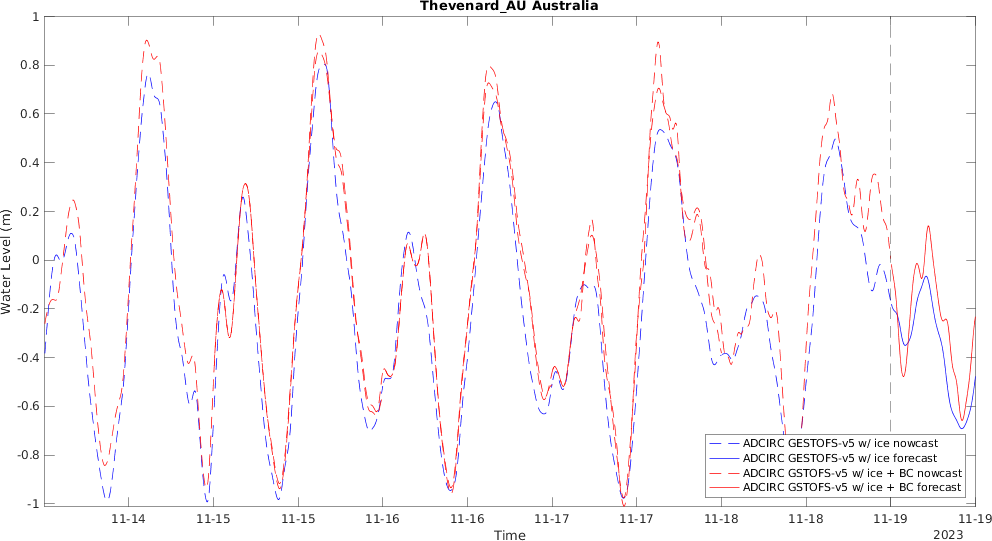 Thevenard_AU Australia
Water Level (m)
1
0.8
0.6
0.4
0.2
0
-0.2
-0.4
-0.6
-0.8
-1
ADCIRC GESTOFS-v5 w/ ice nowcast
ADCIRC GESTOFS-v5 w/ ice forecast
ADCIRC GSTOFS-v5 w/ ice + BC nowcast
ADCIRC GSTOFS-v5 w/ ice + BC forecast
11-14 11-15 11-15 11-16 11-16 11-17 11-17 11-18 11-18 11-19 11-19
Time
2023